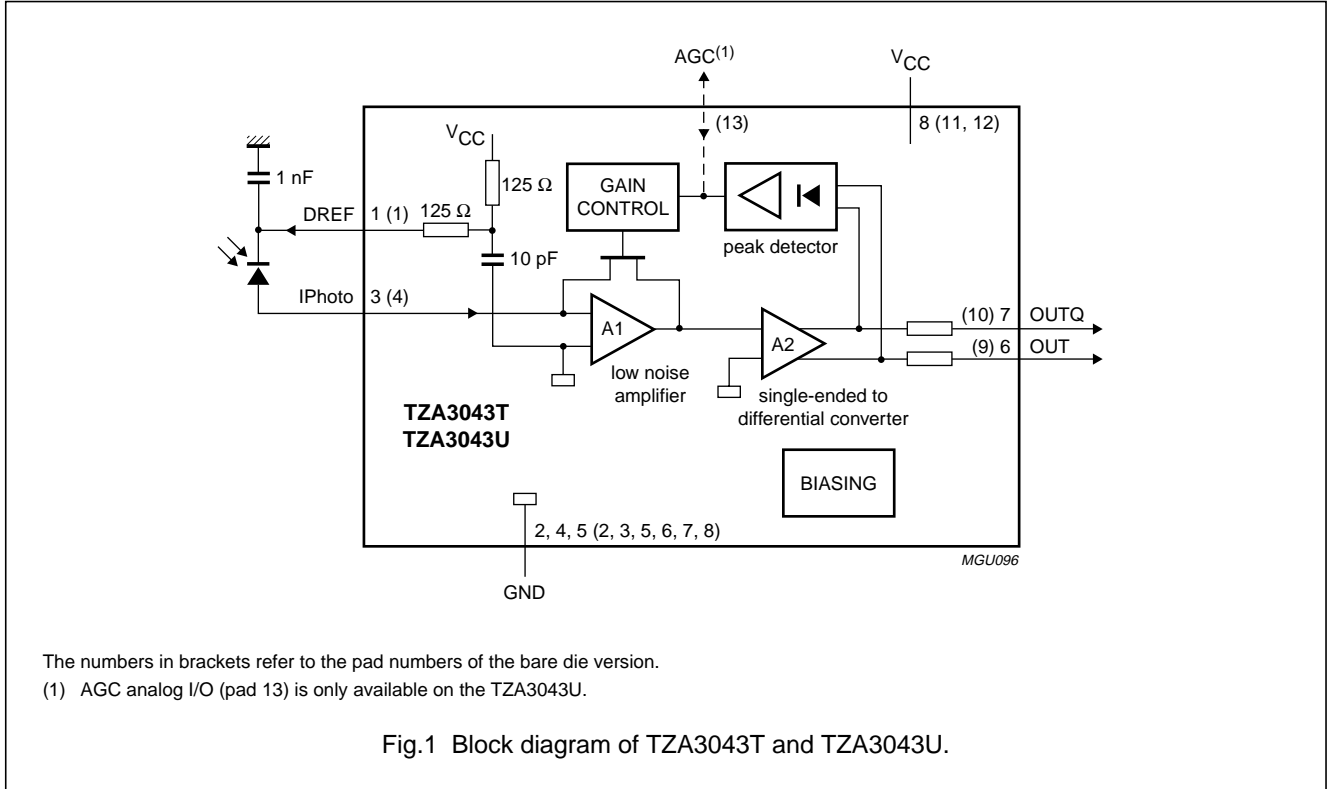 AGC(1)
VCC
(13)
8 (11, 12)
VCC
1 nF
125 Ω
GAIN
CONTROL
DREF
1 (1)
125 Ω
peak detector
10 pF
IPhoto
3 (4)
A1
(10) 7
OUTQ
A2
(9) 6
OUT
low noise
amplifier
single-ended to
differential converter
TZA3043T
TZA3043U
BIASING
2, 4, 5 (2, 3, 5, 6, 7, 8)
MGU096
GND
The numbers in brackets refer to the pad numbers of the bare die version.
(1) AGC analog I/O (pad 13) is only available on the TZA3043U.
Fig.1 Block diagram of TZA3043T and TZA3043U.